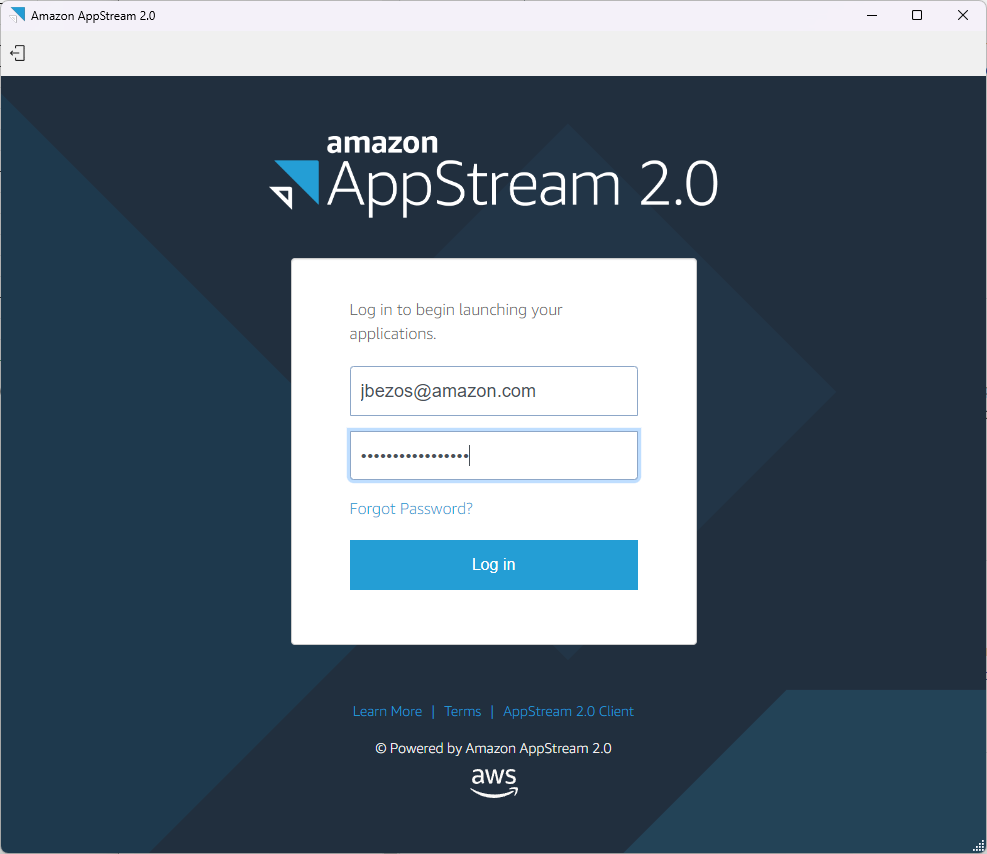 Amazon AppStream 2.0
amazon
AppStream 2.0
Log in to begin launching your
applications.
jbezos@amazon.com
•••••••••••••••••
Forgot Password?
Log in
Learn More | Terms | AppStream 2.0 Client
© Powered by Amazon AppStream 2.0
aws